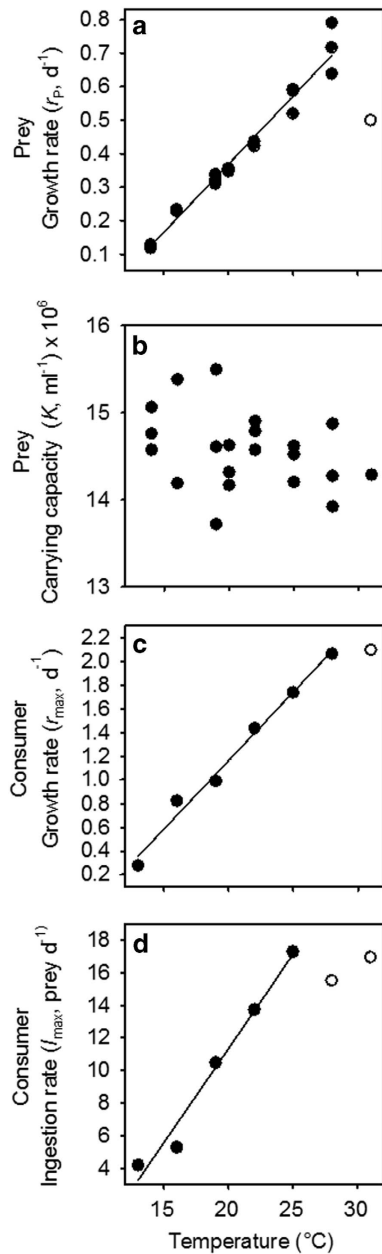 a
Prey
Growth rate (rP, d-1)
0.8
0.7
0.6
0.5
0.4
0.3
0.2
0.1
b
Prey
Carrying capacity (K, ml-1) x 10⁶
16
15
14
13
c
Consumer
Growth rate (rmax, d-1)
2.2
2.0
1.8
1.6
1.4
1.2
1.0
0.8
0.6
0.4
0.2
d
Consumer
Ingestion rate (Imax, prey d-1)
18
16
14
12
10
8
6
4
15 20 25 30
Temperature (°C)